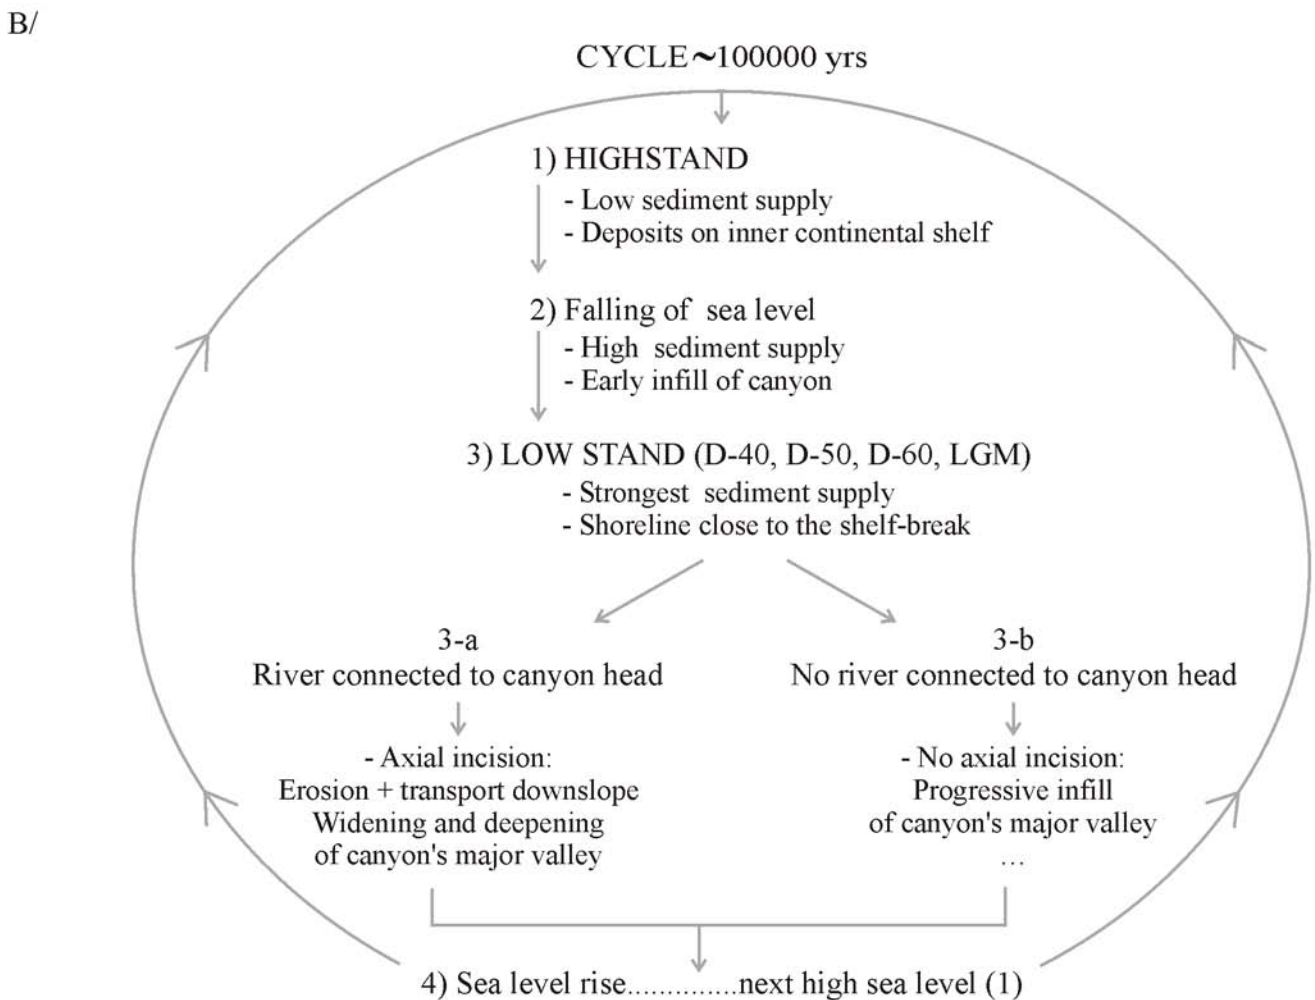 B/
CYCLE~100000 yrs
1) HIGHSTAND
- Low sediment supply
- Deposits on inner continental shelf
2) Falling of sea level
- High sediment supply
- Early infill of canyon
3) LOW STAND (D-40, D-50, D-60, LGM)
- Strongest sediment supply
- Shoreline close to the shelf-break
3-a
River connected to canyon head
- Axial incision:
Erosion + transport downslope
Widening and deepening
of canyon's major valley
3-b
No river connected to canyon head
- No axial incision:
Progressive infill
of canyon's major valley
...
4) Sea level rise..............next high sea level (1)